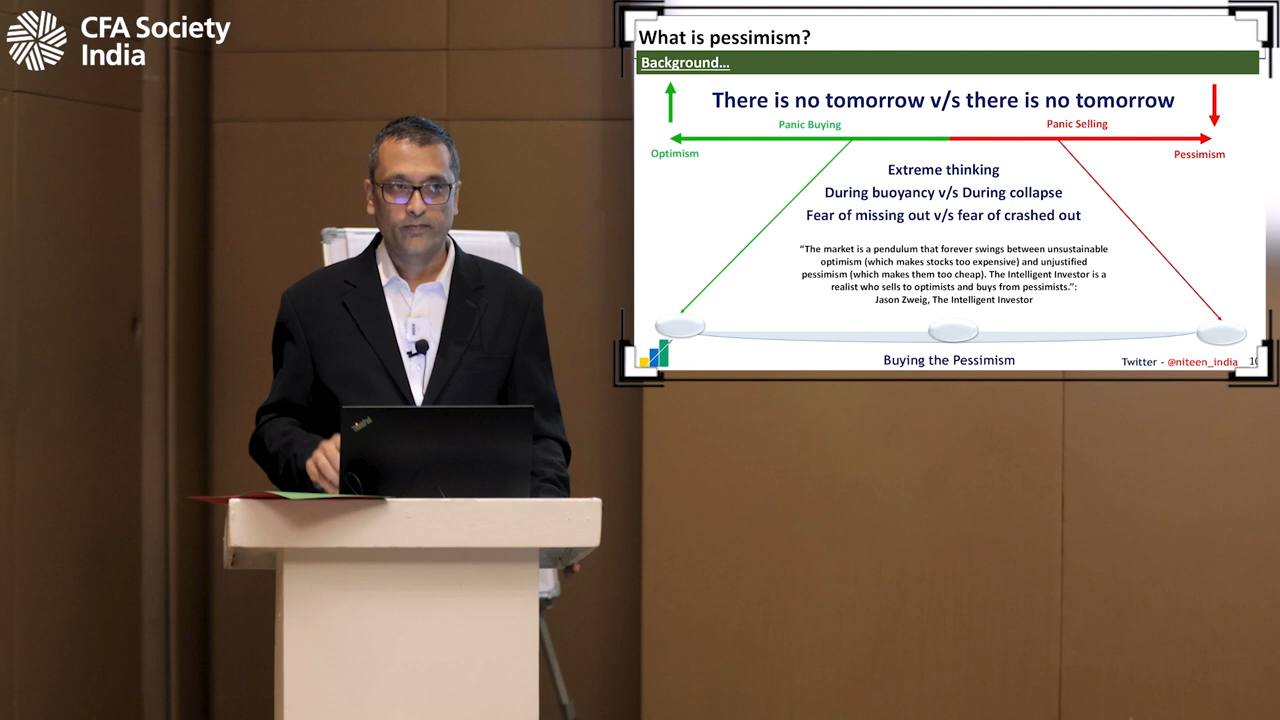 CFA Society
India
What is pessimism?
Background...
There is no tomorrow v/s there is no tomorrow
Panic Buying
Panic Selling
Optimism
Pessimism
Extreme thinking
During buoyancy v/s During collapse
Fear of missing out v/s fear of crashed out
“The market is a pendulum that forever swings between unsustainable
optimism (which makes stocks too expensive) and unjustified
pessimism (which makes them too cheap). The Intelligent Investor is a
realist who sells to optimists and buys from pessimists.”:
Jason Zweig, The Intelligent Investor
Buying the Pessimism
Twitter - @niteen_india
ThinkPad